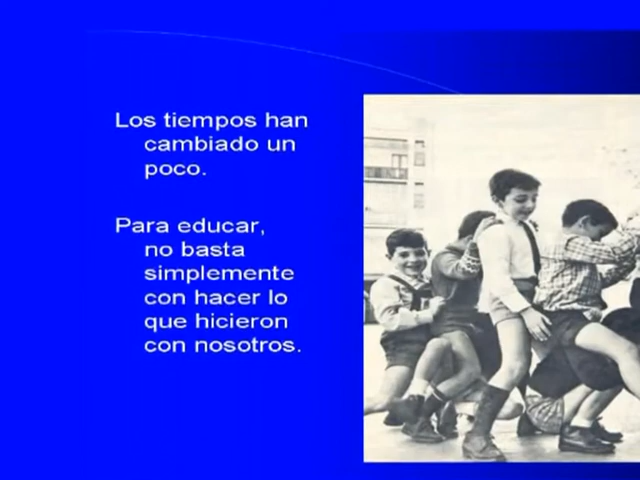 Los tiempos han
cambiado un
poco.
Para educar,
no basta
simplemente
con hacer lo
que hicieron
con nosotros.